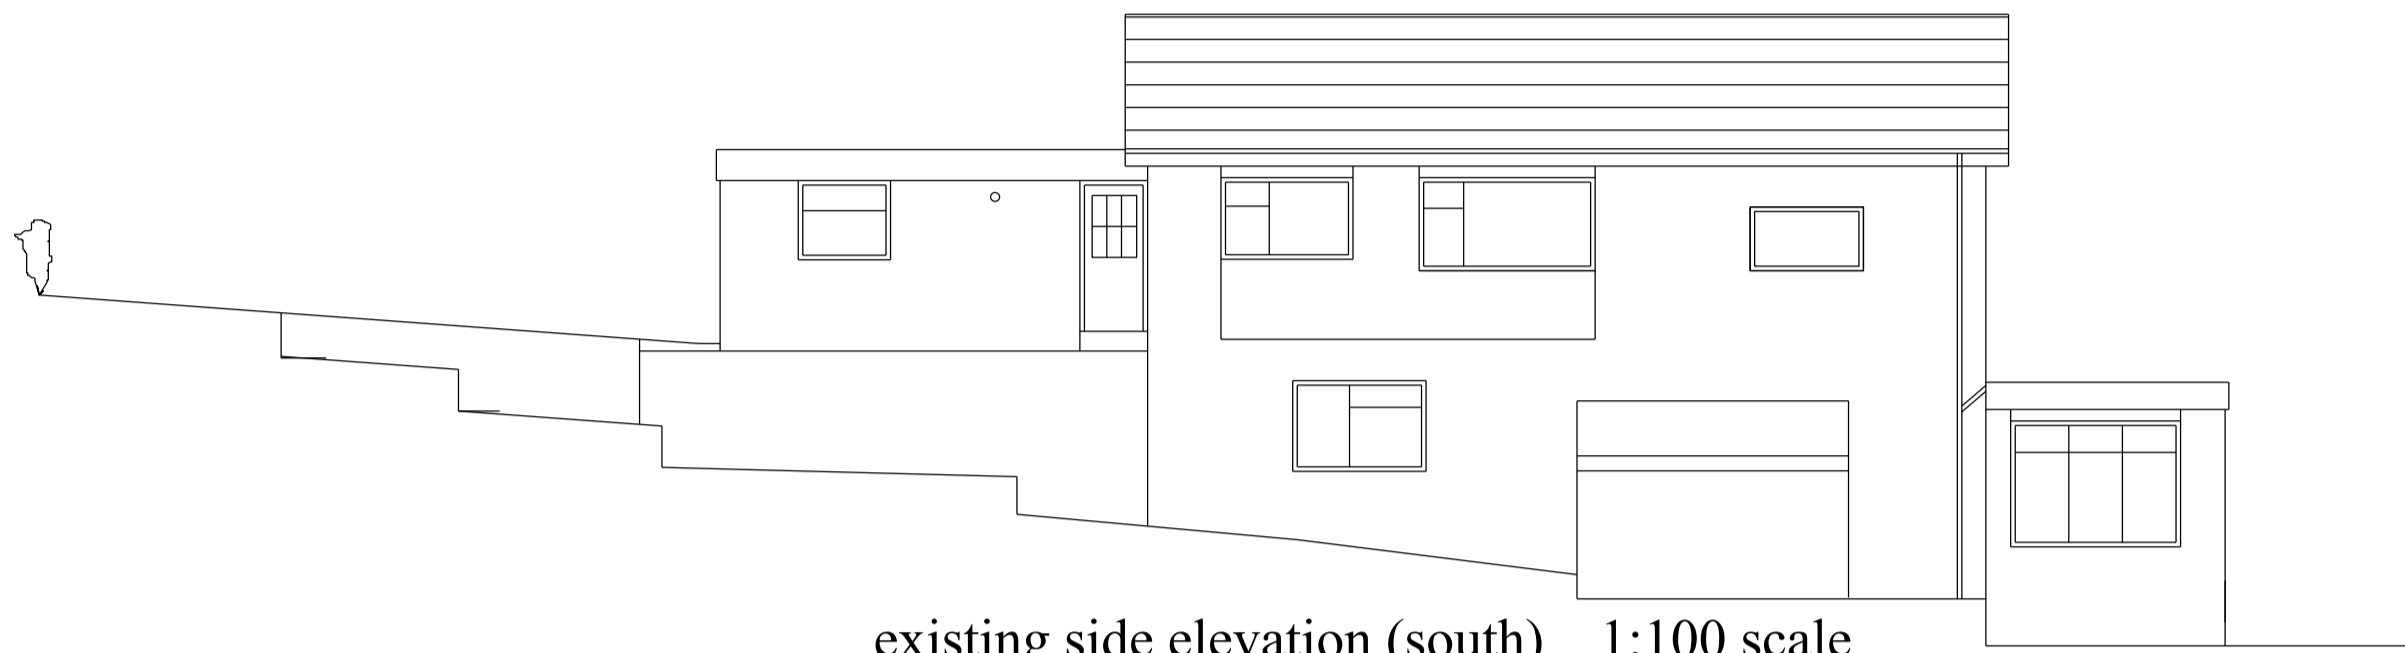 existing side elevation (south) 1:100 scale